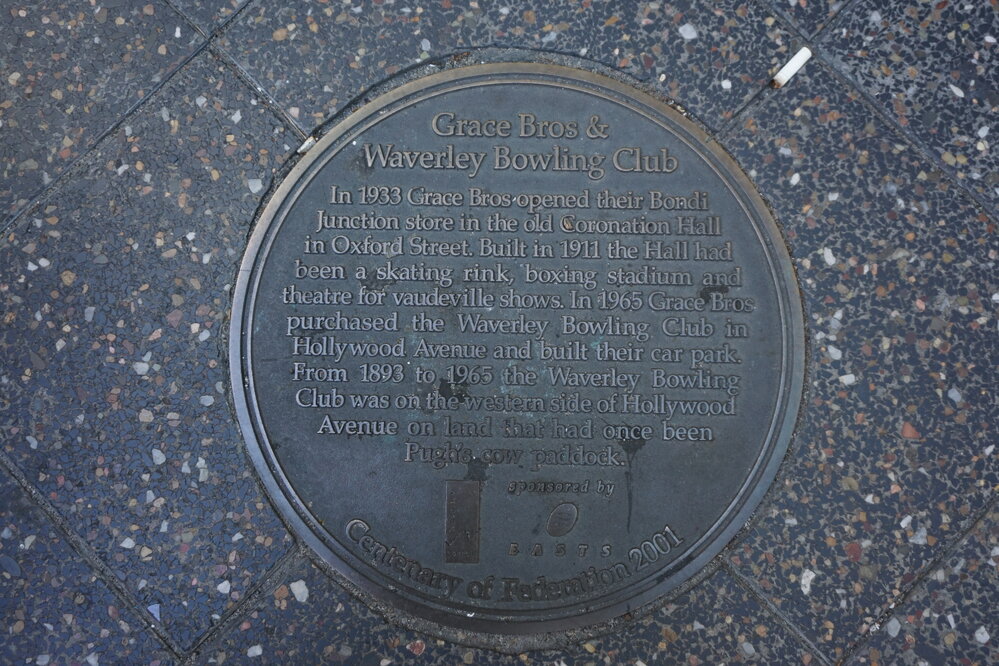 Grace Bros &
Waverley Bowling Club
In 1933 Grace Bros opened their Bondi
Junction store in the old Coronation Hall
in Oxford Street. Built in 1911 the Hall had
been a skating rink, boxing stadium and
theatre for vaudeville shows. In 1965 Grace Bros
purchased the Waverley Bowling Club in
Hollywood Avenue and built their car park.
From 1893 to 1965 the Waverley Bowling
Club was on the western side of Hollywood
Avenue on land that had once been
Pugh's cow paddock.
sponsored by
EASTS
Centenary of Federation 2001